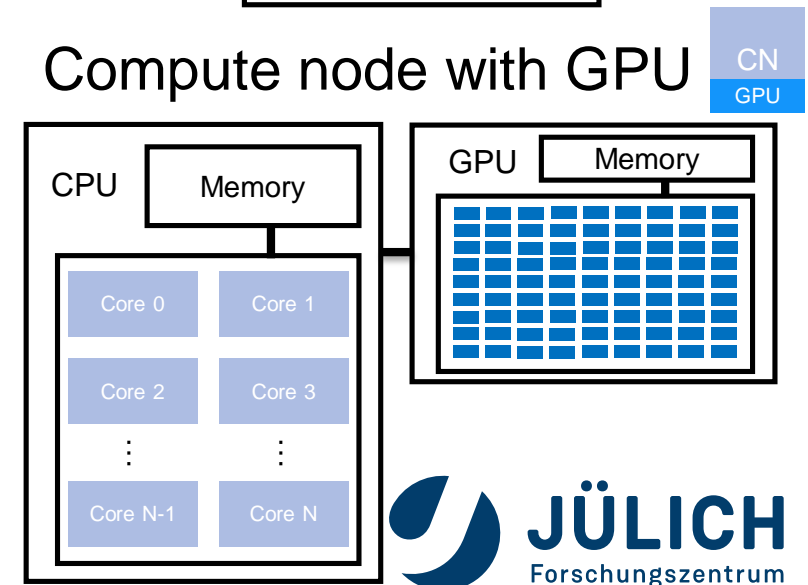 Compute node with GPU
CN
GPU
CPU
Memory
GPU
Memory
Core 0
Core 1
Core 2
Core 3
⋮
⋮
Core N-1
Core N
JÜLICH
Forschungszentrum